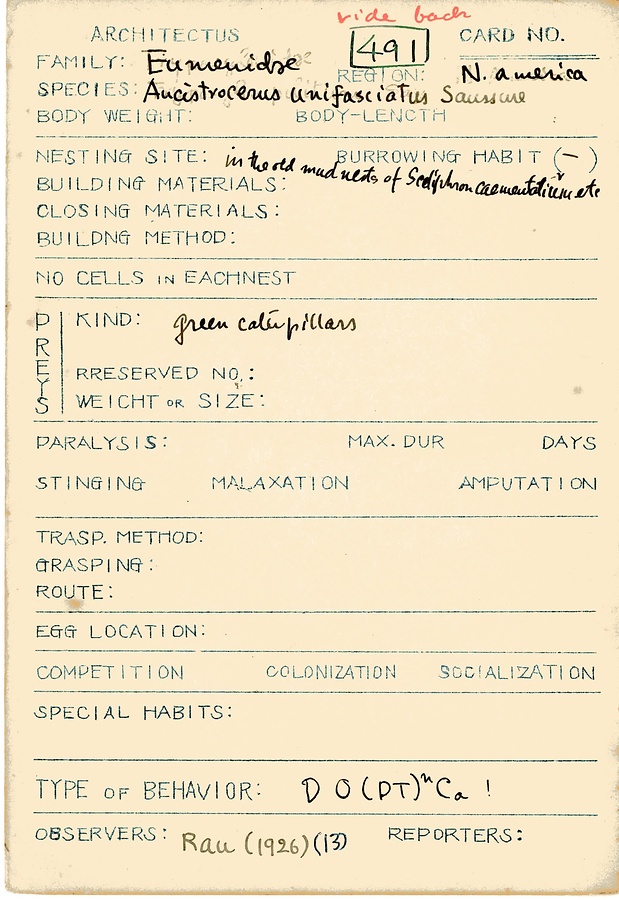 vide back
ARCHITECTUS 491 CARD NO.
FAMILY: Eumenidae REGION: N. america
SPECIES: Ancistrocerus unifasciatus Saussure
BODY WEIGHT: BODY-LENGTH :
NESTING SITE: in the old mud nests of Sceliphron caementalium etc BURROWING HABIT (-)
BUILDING MATERIALS:
CLOSING MATERIALS:
BUILDNG METHOD:
NO CELLS IN EACHNEST
PREYS
KIND: green caterpillars
RRESERVED NO.:
WEICHT OR SIZE:
PARALYSIS: MAX. DUR DAYS
STINGING MALAXATION AMPUTATION
TRASP. METHOD:
GRASPING:
ROUTE:
EGG LOCATION:
COMPETITION COLONIZATION SOCIALIZATION
SPECIAL HABITS:
TYPE OF BEHAVIOR: D O (PT)ⁿ Ca !
OBSERVERS: Rau (1926) (13) REPORTERS: